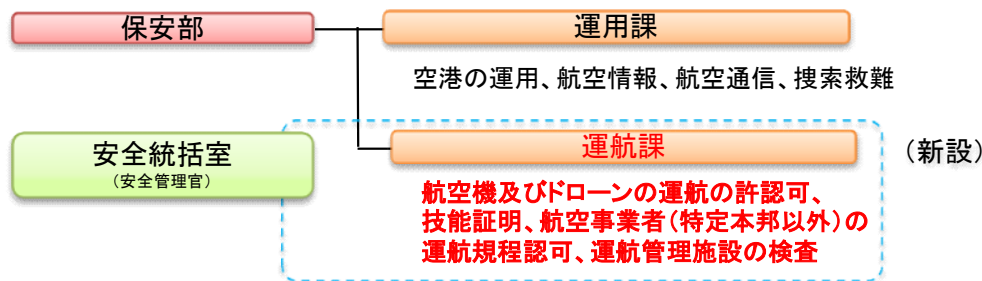 保安部
運用課
空港の運用、航空情報、航空通信、捜索救難
安全統括室
（安全管理官）
運航課
（新設）
航空機及びドローンの運航の許認可、
技能証明、航空事業者（特定本邦以外）の
運航規程認可、運航管理施設の検査